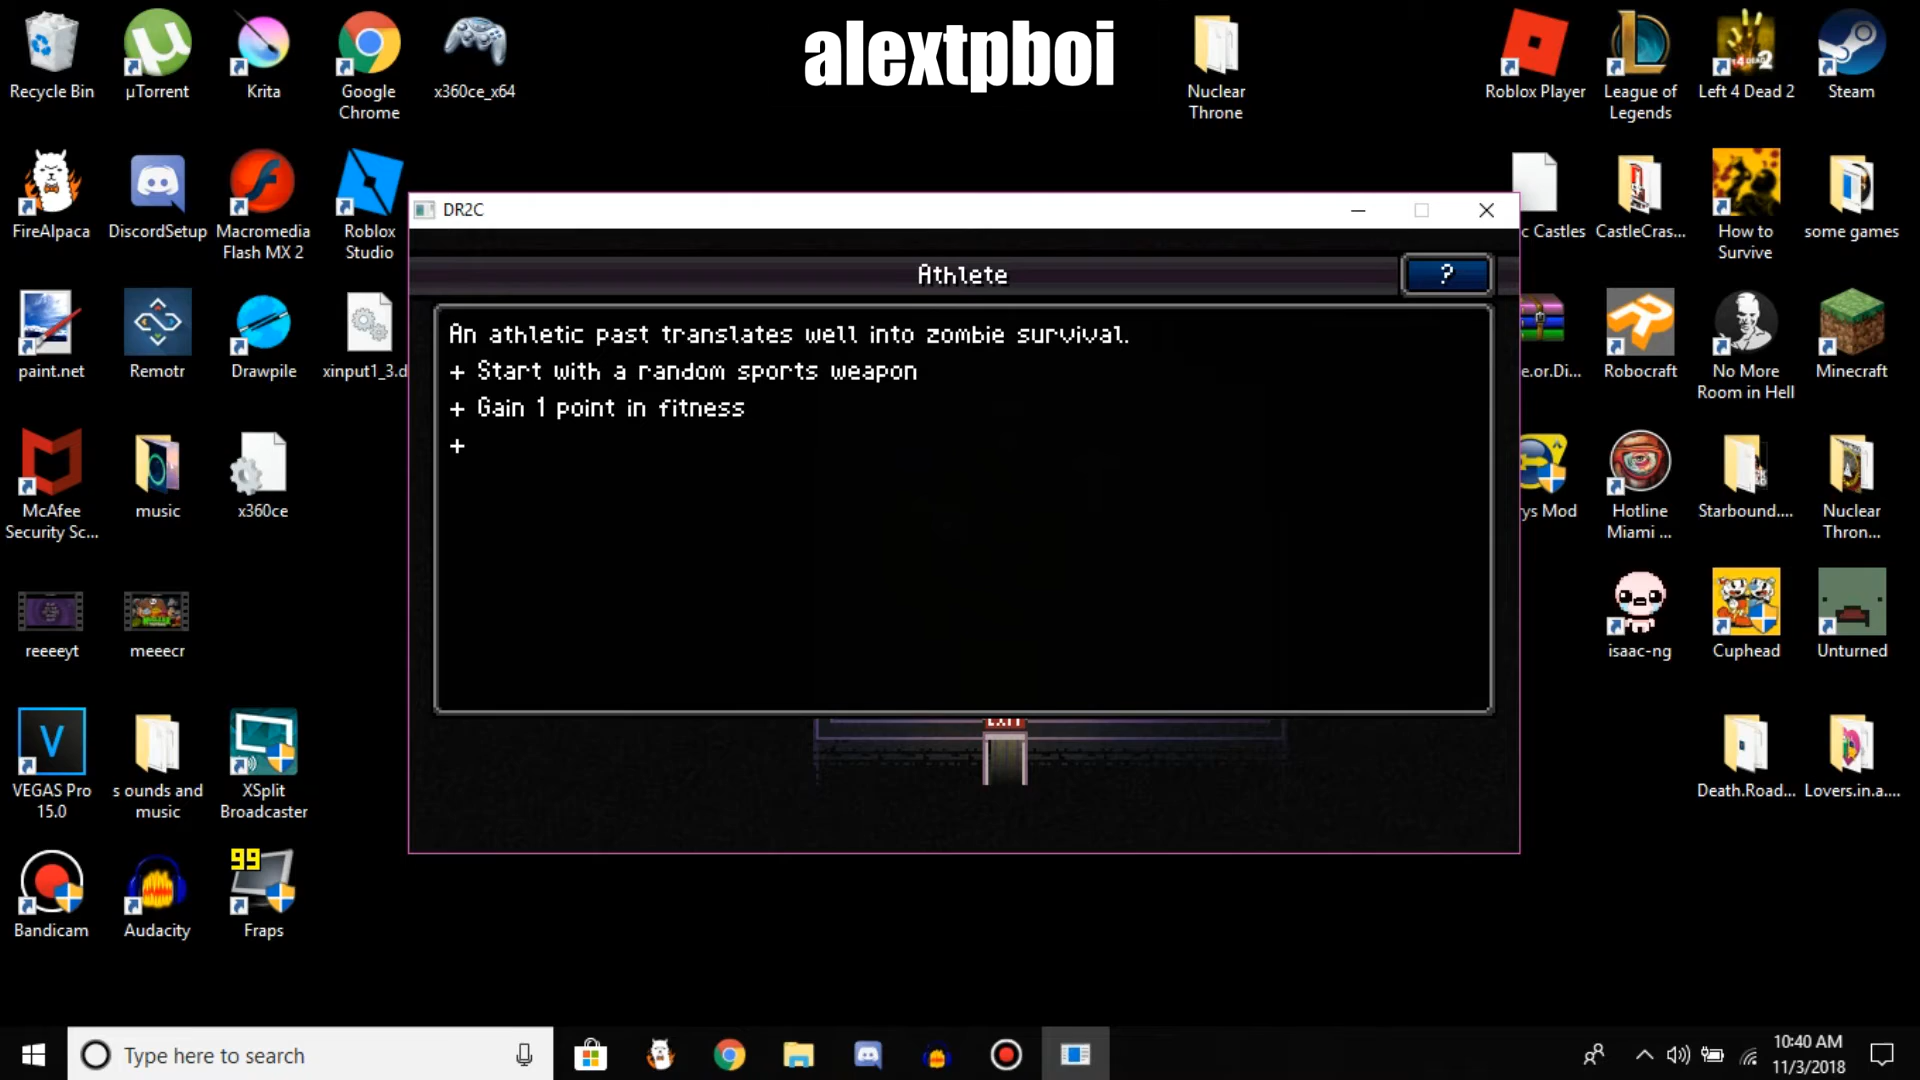 alextpboi
Recycle Bin
µTorrent
Krita
Google
Chrome
x360ce_x64
Nuclear
Throne
Roblox Player
League of
Legends
Left 4 Dead 2
Steam
FireAlpaca
DiscordSetup
Macromedia
Flash MX 2
Roblox
Studio
c Castles
CastleCras...
How to
Survive
some games
DR2C
Athlete
?
An athletic past translates well into zombie survival.
+ Start with a random sports weapon
+ Gain 1 point in fitness
+
EXIT
paint.net
Remotr
Drawpile
xinput1_3.d
e.or.Di...
Robocraft
No More
Room in Hell
Minecraft
McAfee
Security Sc...
music
x360ce
ys Mod
Hotline
Miami ...
Starbound....
Nuclear
Thron...
reeeeyt
meeecr
isaac-ng
Cuphead
Unturned
VEGAS Pro
15.0
s ounds and
music
XSplit
Broadcaster
Death.Road...
Lovers.in.a....
99
Bandicam
Audacity
Fraps
Type here to search
10:40 AM
11/3/2018